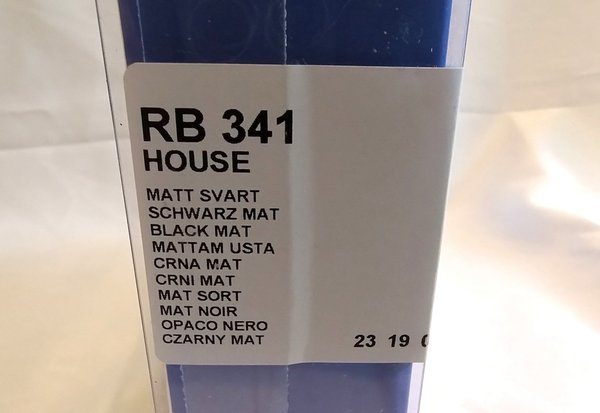 RB 341
HOUSE
MATT SVART
SCHWARZ MAT
BLACK MAT
MATTAM USTA
CRNA MAT
CRNI MAT
MAT SORT
MAT NOIR
OPACO NERO
CZARNY MAT
23 19